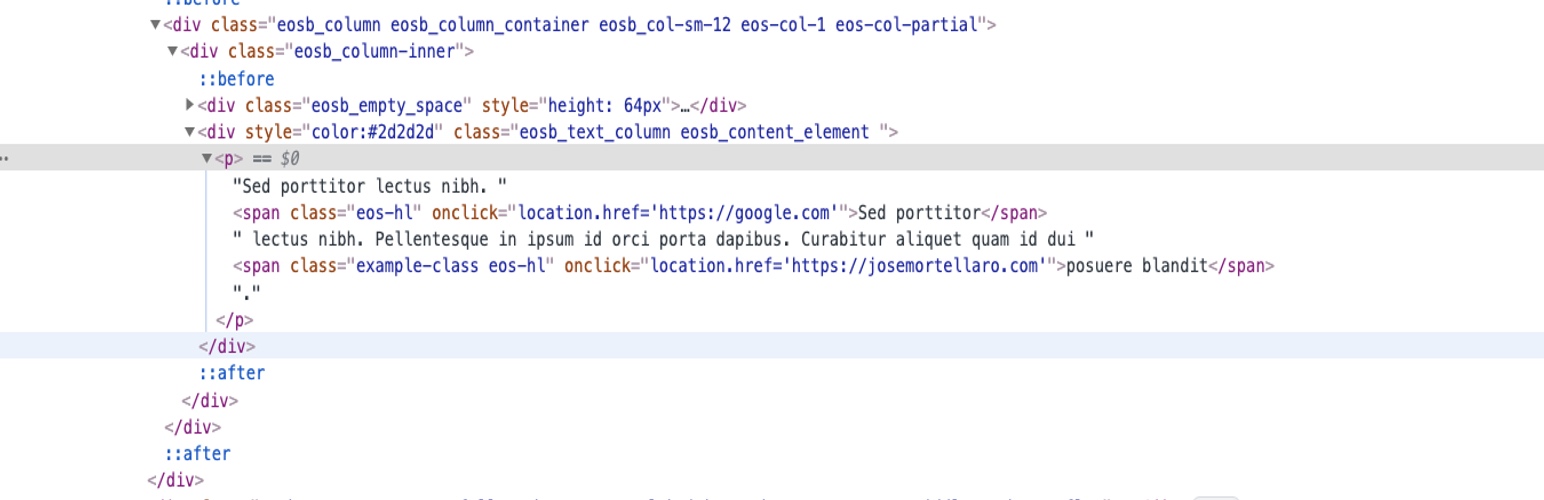 ::before
▼<div class="eosb_column eosb_column_container eosb_col-sm-12 eos-col-1 eos-col-partial">
▼<div class="eosb_column-inner">
::before
▶<div class="eosb_empty_space" style="height: 64px">…</div>
▼<div style="color:#2d2d2d" class="eosb_text_column eosb_content_element ">
▼<p> == $0
"Sed porttitor lectus nibh. "
<span class="eos-hl" onclick="location.href='https://google.com'">Sed porttitor</span>
" lectus nibh. Pellentesque in ipsum id orci porta dapibus. Curabitur aliquet quam id dui "
<span class="example-class eos-hl" onclick="location.href='https://josemortellaro.com'">posuere blandit</span>
"."
</p>
</div>
::after
</div>
</div>
::after
</div>